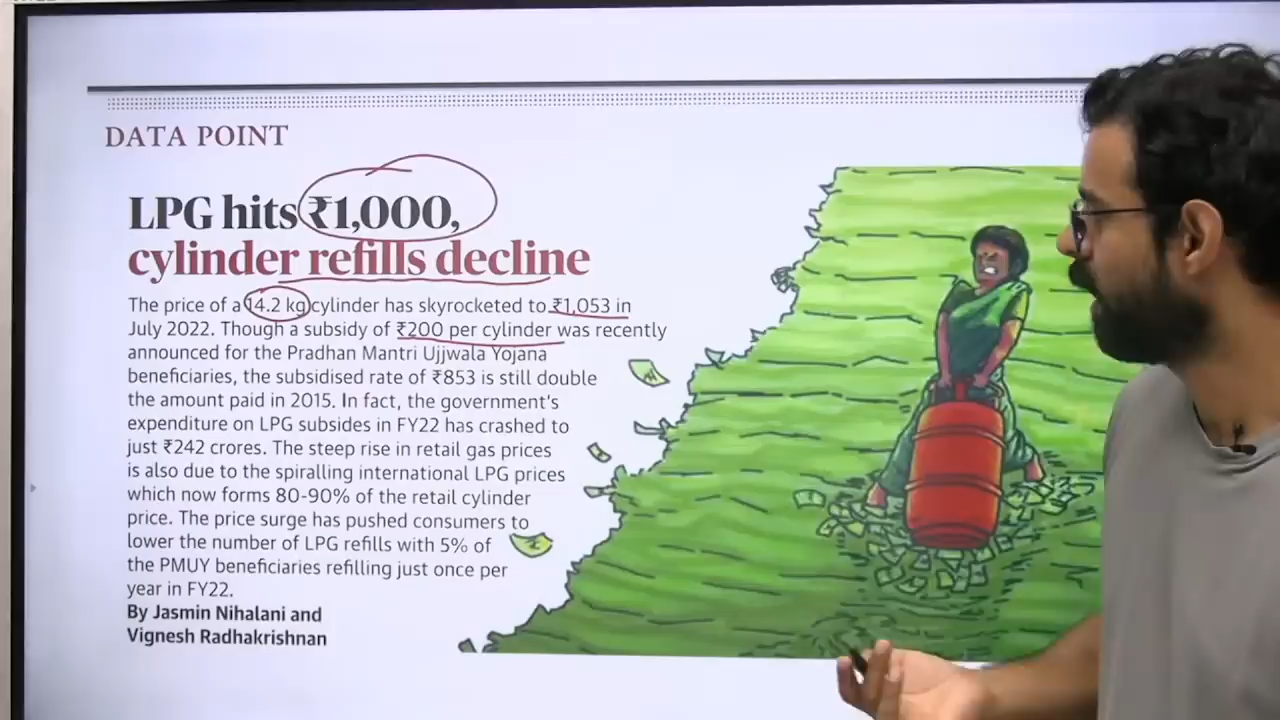 DATA POINT
LPG hits ₹1,000,
cylinder refills decline
The price of a 14.2 kg cylinder has skyrocketed to ₹1,053 in
July 2022. Though a subsidy of ₹200 per cylinder was recently
announced for the Pradhan Mantri Ujjwala Yojana
beneficiaries, the subsidised rate of ₹853 is still double
the amount paid in 2015. In fact, the government's
expenditure on LPG subsides in FY22 has crashed to
just ₹242 crores. The steep rise in retail gas prices
is also due to the spiralling international LPG prices
which now forms 80-90% of the retail cylinder
price. The price surge has pushed consumers to
lower the number of LPG refills with 5% of
the PMUY beneficiaries refilling just once per
year in FY22.
By Jasmin Nihalani and
Vignesh Radhakrishnan